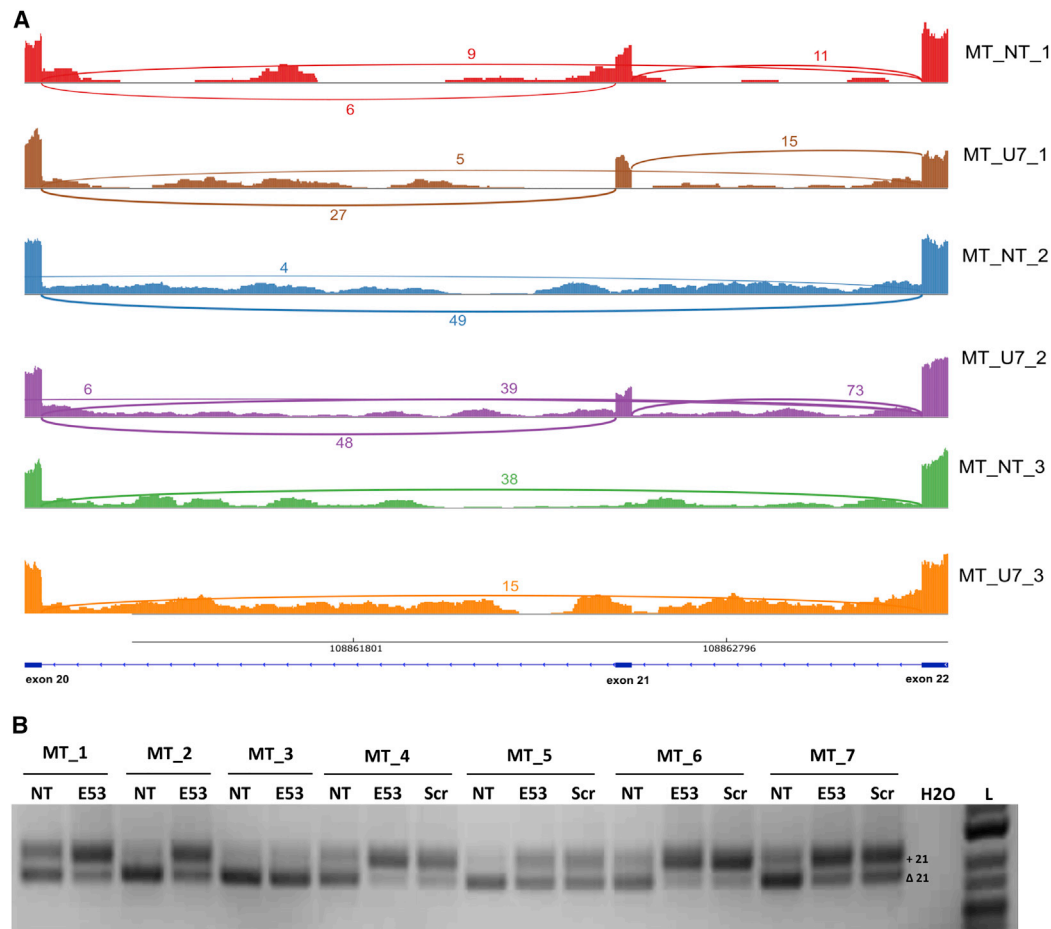 A
9
11
6
MT_NT_1
5
15
27
MT_U7_1
4
49
MT_NT_2
6
39
73
48
MT_U7_2
38
MT_NT_3
15
MT_U7_3
108861801
108862796
exon 20
exon 21
exon 22
B
MT_1 MT_2 MT_3 MT_4 MT_5 MT_6 MT_7
NT E53 NT E53 NT E53 NT E53 Scr NT E53 Scr NT E53 Scr NT E53 Scr H2O L
+ 21
Δ 21